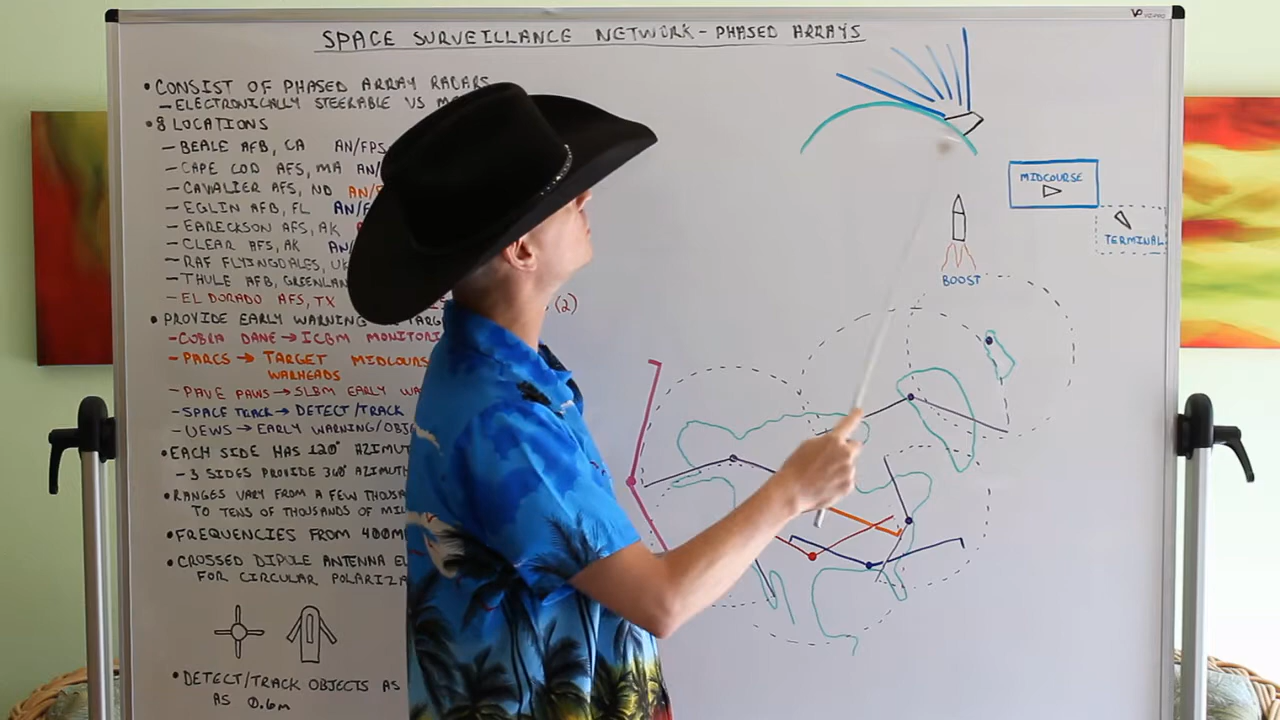 SPACE SURVEILLANCE NETWORK - PHASED ARRAYS
• CONSIST OF PHASED ARRAY RADARS
- ELECTRONICALLY STEERABLE VS
• 8 LOCATIONS
- BEALE AFB, CA AN/FPS
- CAPE COD AFS, MA AN/
- CAVALIER AFS, ND AN/F
- EGLIN AFB, FL AN/F
- EARECKSON AFS, AK
- CLEAR AFS, AK AN/
- RAF FLYINGDALES, UK
- THULE AFB, GREENLAN
- EL DORADO AFS, TX (2)
• PROVIDE EARLY WARNING TARG
- COBRA DANE → ICBM MONITORI
- PARCS → TARGET MIDCOURS
WARHEADS
- PAVE PAWS → SLBM EARLY WA
- SPACE TRACK → DETECT/TRACK
- UEWS → EARLY WARNING/OBJ
• EACH SIDE HAS 120° AZIMUT
- 3 SIDES PROVIDE 360° AZIMUTH
• RANGES VARY FROM A FEW THOUSA
TO TENS OF THOUSANDS OF MIL
• FREQUENCIES FROM 400M
• CROSSED DIPOLE ANTENNA EL
FOR CIRCULAR POLARIZA
• DETECT/TRACK OBJECTS AS
AS 0.6m
MIDCOURSE
TERMINAL
BOOST